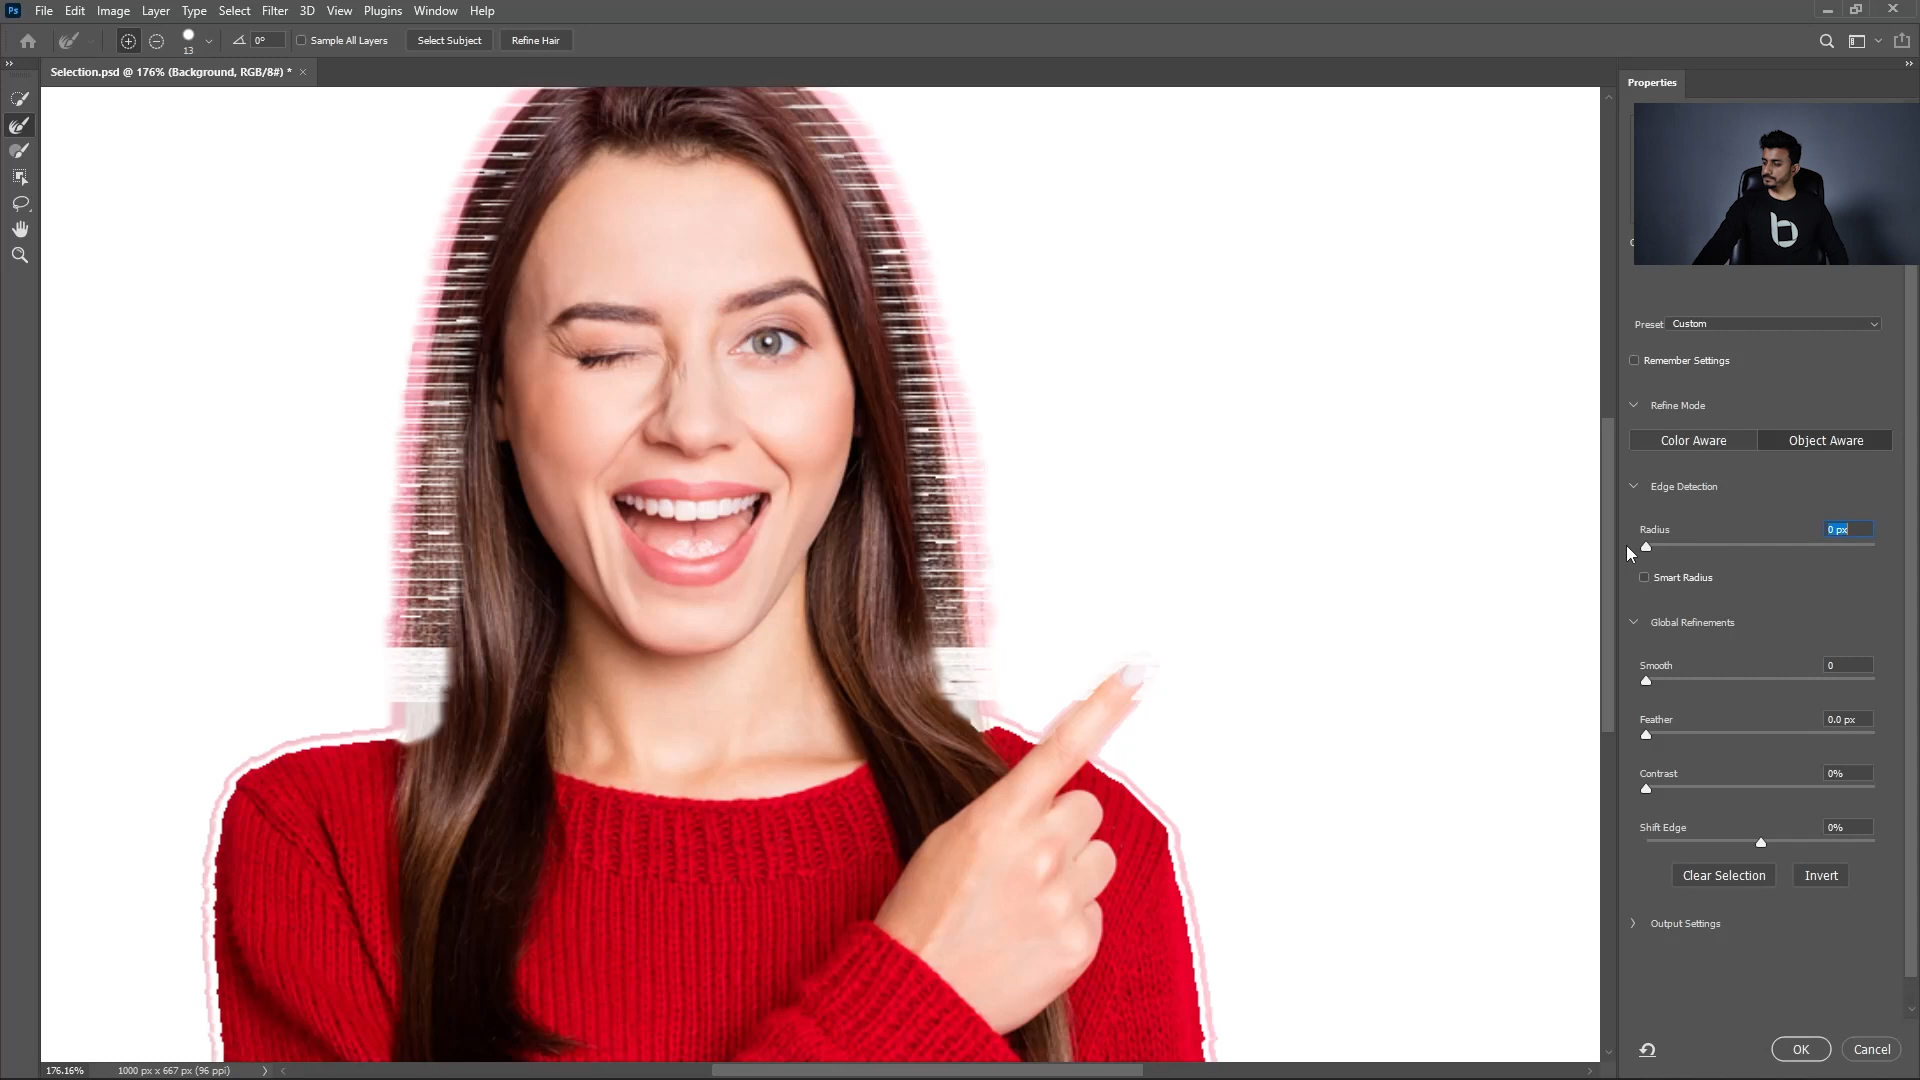 Ps File Edit Image Layer Type Select Filter 3D View Plugins Window Help
13 0° Sample All Layers Select Subject Refine Hair
Selection.psd @ 176% (Background, RGB/8#) * ×
Properties
b
Preset Custom
Remember Settings
Refine Mode
Color Aware Object Aware
Edge Detection
Radius 0 px
Smart Radius
Global Refinements
Smooth 0
Feather 0.0 px
Contrast 0%
Shift Edge 0%
Clear Selection Invert
Output Settings
OK Cancel
176.16% 1000 px x 667 px (96 ppi)